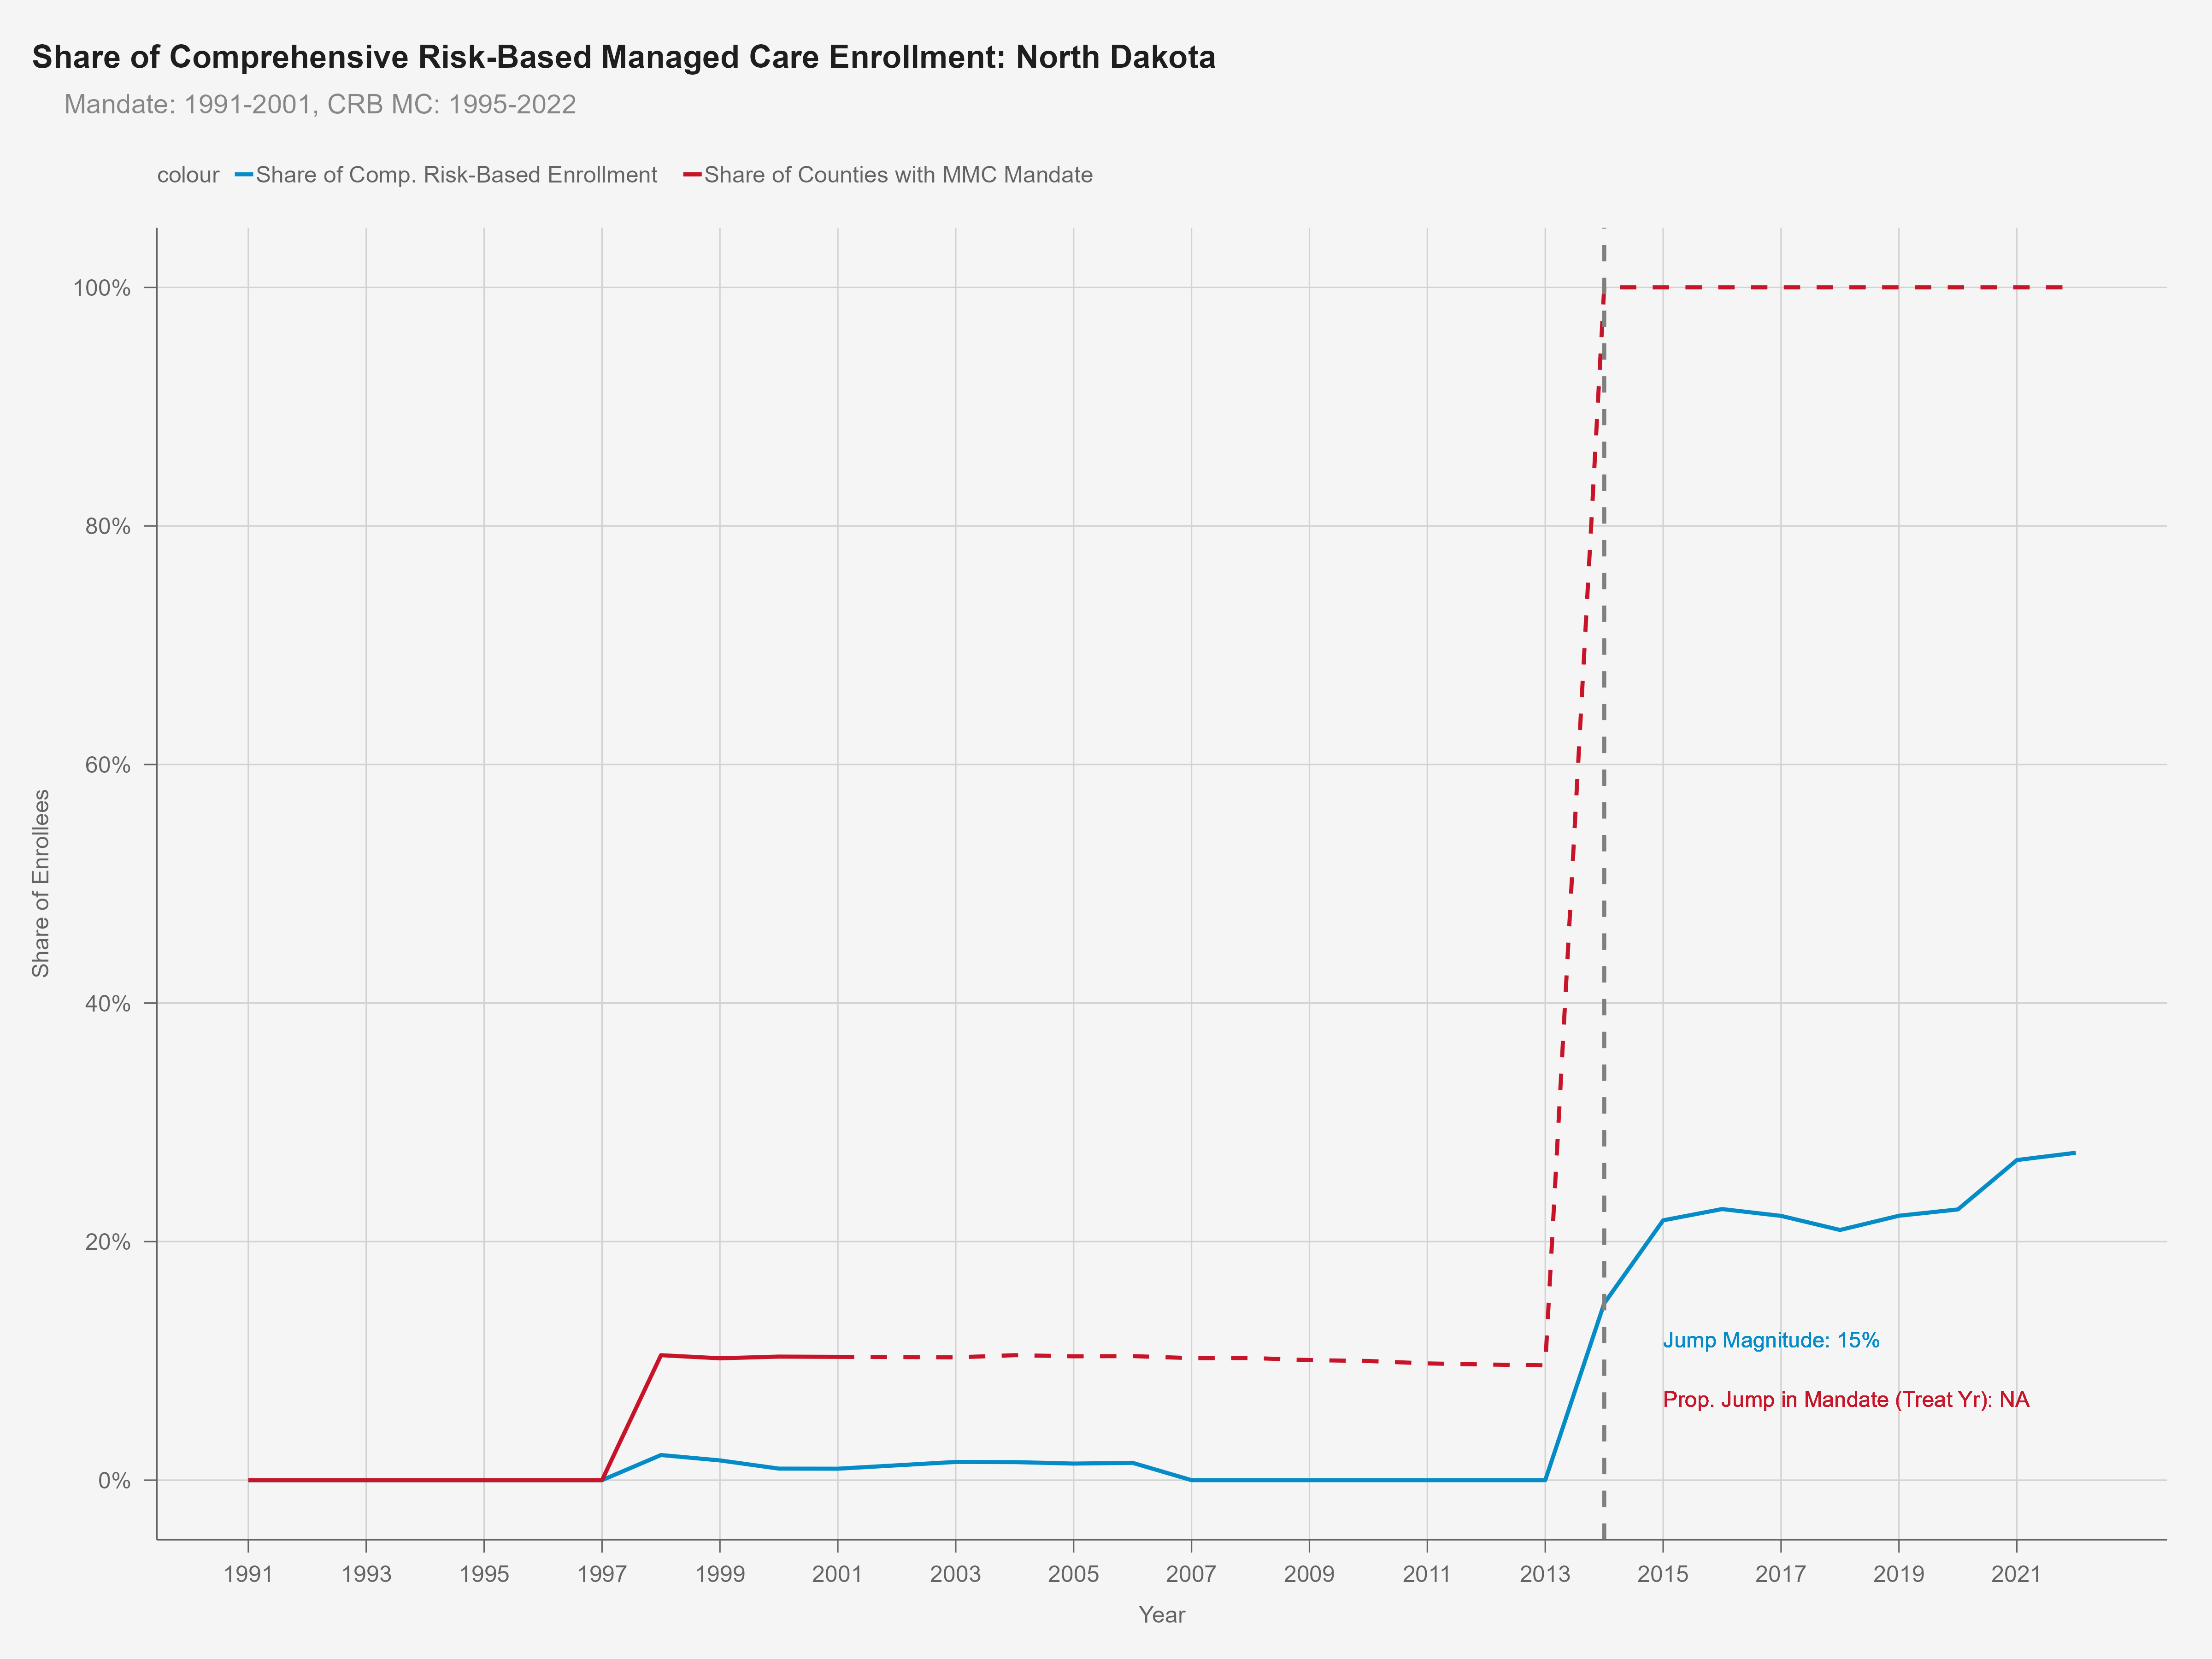 Share of Comprehensive Risk-Based Managed Care Enrollment: North Dakota
Mandate: 1991-2001, CRB MC: 1995-2022
colour Share of Comp. Risk-Based Enrollment Share of Counties with MMC Mandate
100%
80%
60%
40%
20%
0%
Share of Enrollees
Jump Magnitude: 15%
Prop. Jump in Mandate (Treat Yr): NA
1991 1993 1995 1997 1999 2001 2003 2005 2007 2009 2011 2013 2015 2017 2019 2021
Year